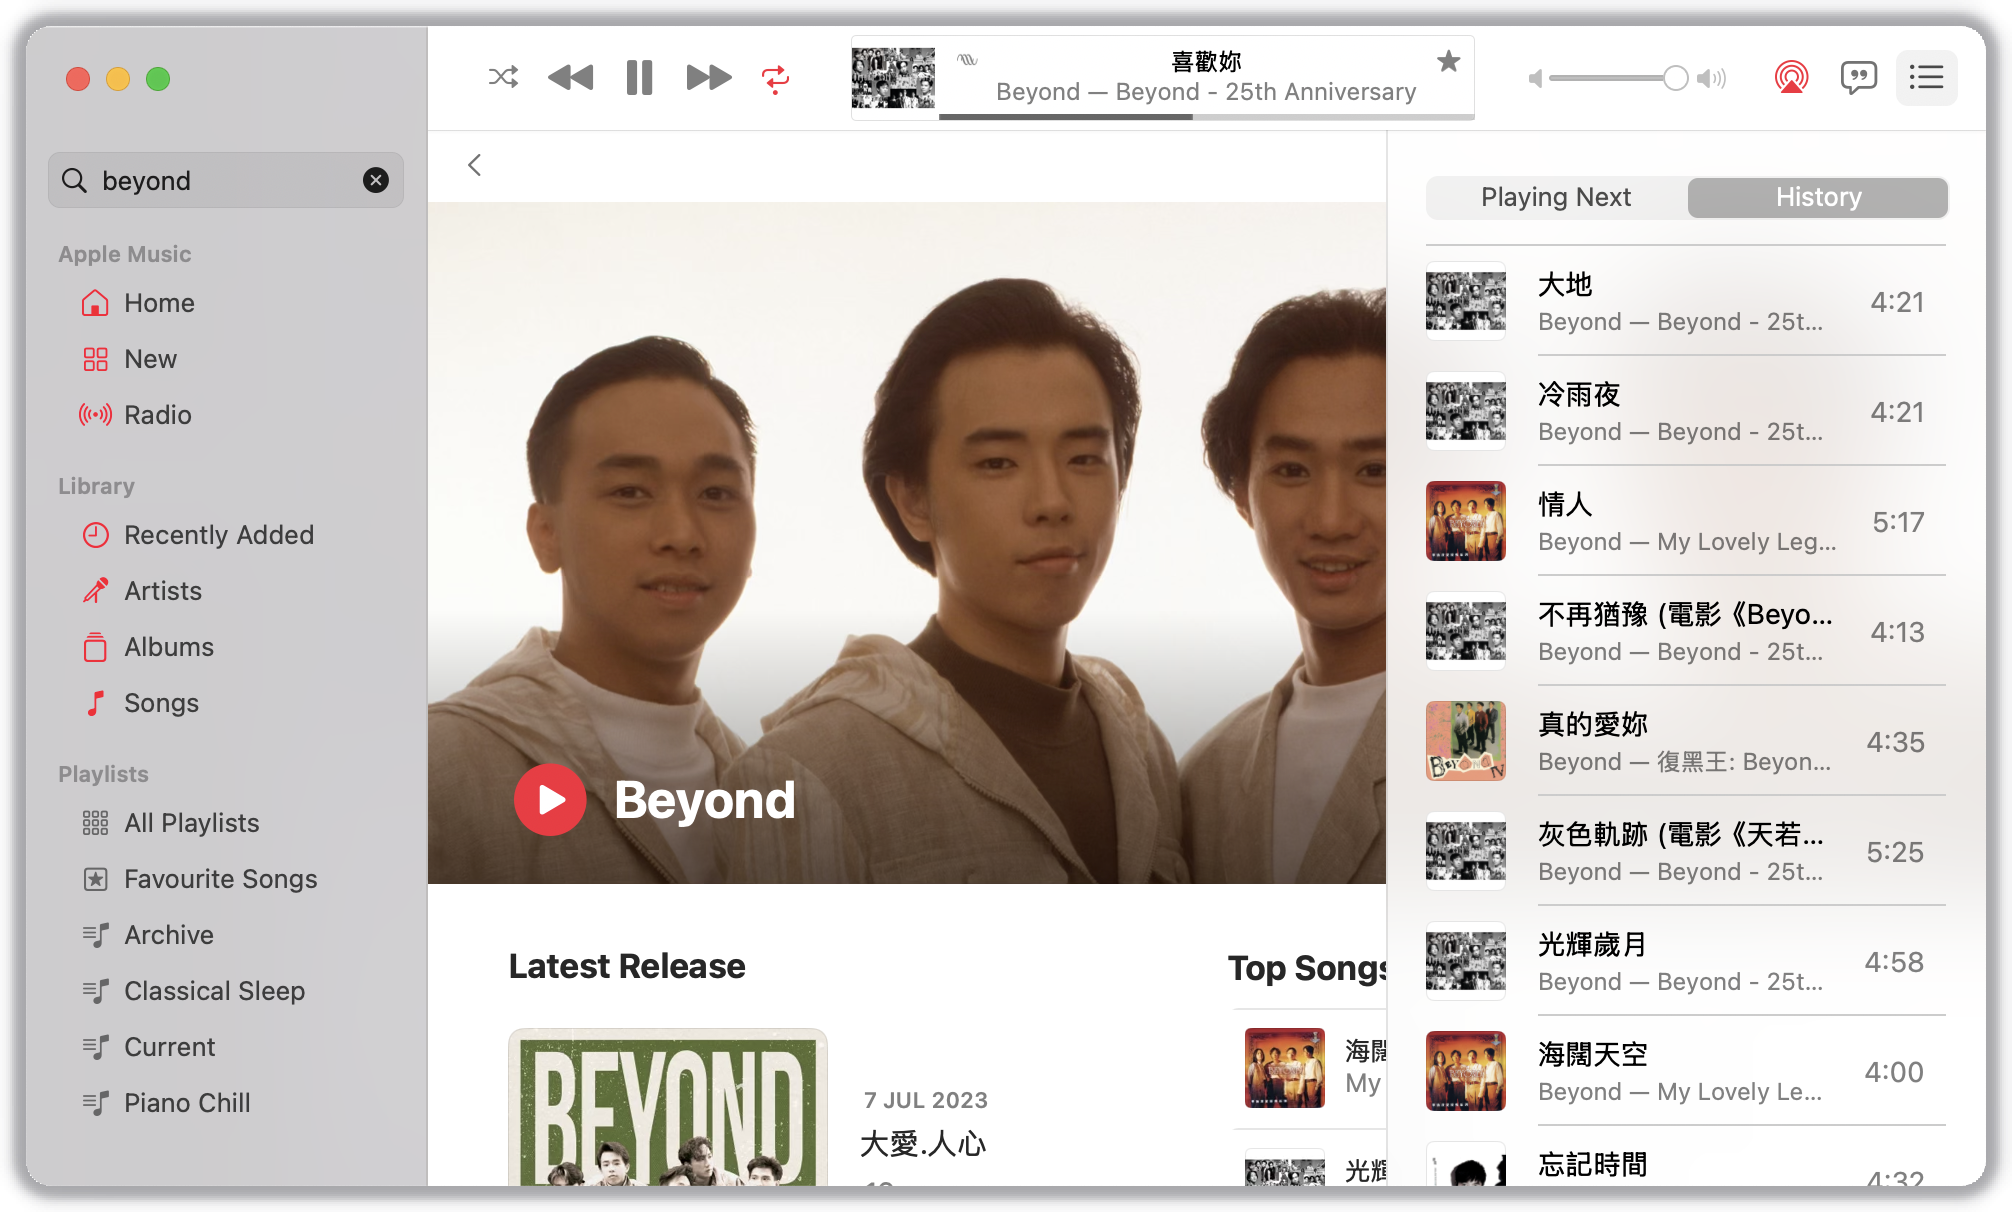 beyond
Apple Music
Home
New
Radio
Library
Recently Added
Artists
Albums
Songs
Playlists
All Playlists
Favourite Songs
Archive
Classical Sleep
Current
Piano Chill
喜歡妳
Beyond — Beyond - 25th Anniversary
Beyond
Latest Release
BEYOND
7 JUL 2023
大愛.人心
Top Songs
海闊
My
光輝
Playing Next
History
大地
Beyond — Beyond - 25t...
4:21
冷雨夜
Beyond — Beyond - 25t...
4:21
情人
Beyond — My Lovely Leg...
5:17
不再猶豫 (電影《Beyo...
Beyond — Beyond - 25t...
4:13
真的愛妳
Beyond — 復黑王: Beyon...
4:35
BEYOND IV
灰色軌跡 (電影《天若...
Beyond — Beyond - 25t...
5:25
光輝歲月
Beyond — Beyond - 25t...
4:58
海闊天空
Beyond — My Lovely Le...
4:00
忘記時間
4:32